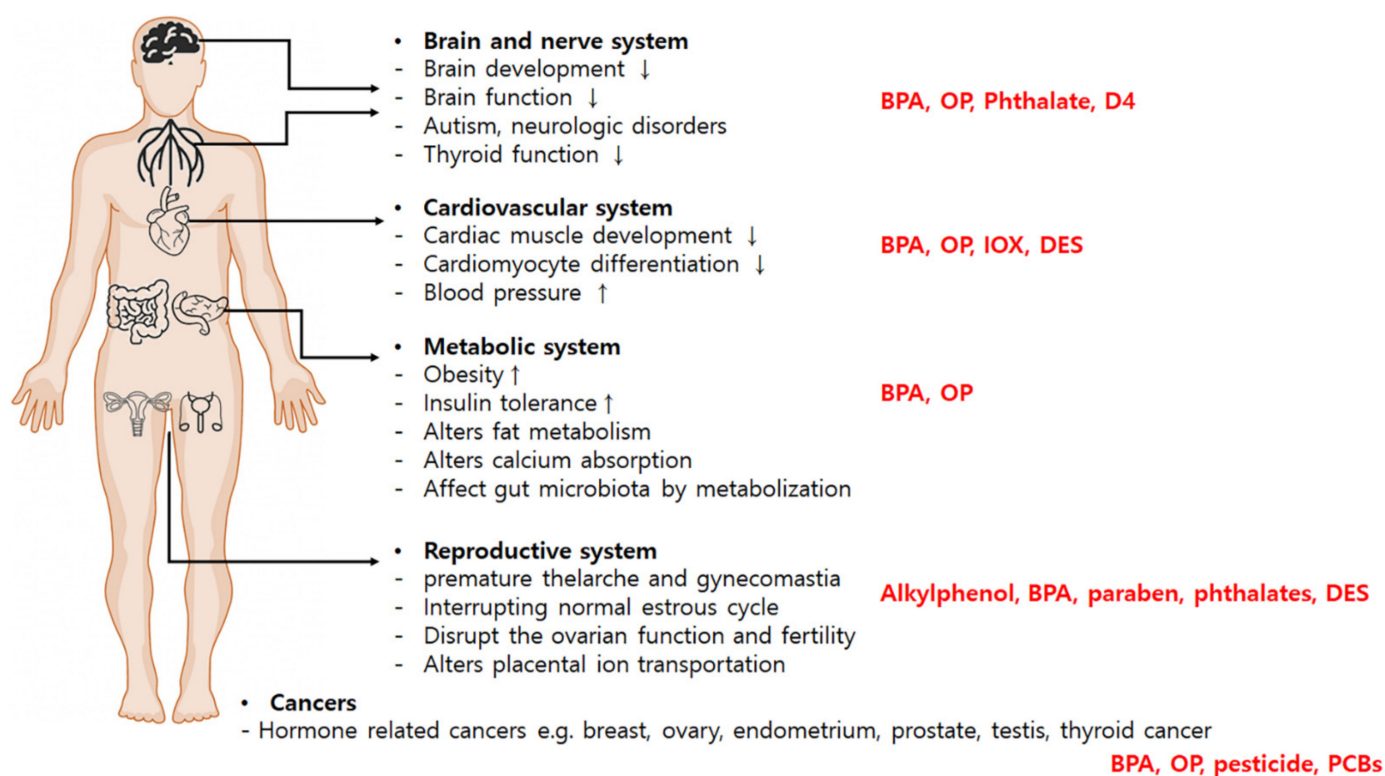 • Brain and nerve system
- Brain development ↓
- Brain function ↓
- Autism, neurologic disorders
- Thyroid function ↓
BPA, OP, Phthalate, D4
• Cardiovascular system
- Cardiac muscle development ↓
- Cardiomyocyte differentiation ↓
- Blood pressure ↑
BPA, OP, IOX, DES
• Metabolic system
- Obesity↑
- Insulin tolerance↑
- Alters fat metabolism
- Alters calcium absorption
- Affect gut microbiota by metabolization
BPA, OP
• Reproductive system
- premature thelarche and gynecomastia
- Interrupting normal estrous cycle
- Disrupt the ovarian function and fertility
- Alters placental ion transportation
Alkylphenol, BPA, paraben, phthalates, DES
• Cancers
- Hormone related cancers e.g. breast, ovary, endometrium, prostate, testis, thyroid cancer
BPA, OP, pesticide, PCBs